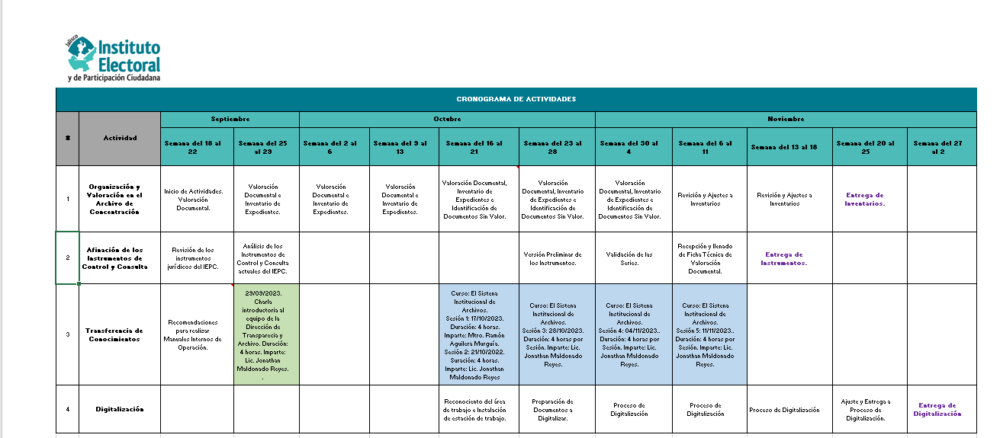 Jalisco
Instituto
Electoral
y de Participación Ciudadana
CRONOGRAMA DE ACTIVIDADES
#
Actividad
Septiembre
Octubre
Noviembre
Semana del 18 al
22
Semana del 25
al 29
Semana del 2 al
6
Semana del 9 al
13
Semana del 16 al
21
Semana del 23 al
28
Semana del 30 al
4
Semana del 6 al
11
Semana del 13 al 18
Semana del 20 al
25
Semana del 27
al 2
1
Organización y
Valoración en el
Archivo de
Concentración
Inicio de Actividades.
Valoración
Documental.
Valoración
Documental e
Inventario de
Expedientes.
Valoración
Documental e
Inventario de
Expedientes.
Valoración
Documental e
Inventario de
Expedientes.
Valoración Documental,
Inventario de
Expedientes e
Identificación de
Documentos Sin Valor.
Valoración
Documental, Inventario
de Expedientes e
Identificación de
Documentos Sin Valor.
Valoración
Documental, Inventario
de Expedientes e
Identificación de
Documentos Sin Valor.
Revisión y Ajustes a
Inventarios
Revisión y Ajustes a
Inventarios
Entrega de
Inventarios.
2
Afinación de los
Instrumentos de
Control y Consulta
Revisión de los
instrumentos
jurídicos del IEPC.
Análisis de los
Instrumentos de
Control y Consulta
actuales del IEPC.
Versión Preliminar de
los Instrumentos.
Validación de las
Series.
Recepción y llenado
de Ficha Técnica de
Valoración
Documental.
Entrega de
Instrumentos.
3
Transferencia de
Conocimientos
Recomendaciones
para realizar
Manuales Internos de
Operación.
29/09/2023.
Charla
introductoria al
equipo de la
Dirección de
Transparecia y
Archivo. Duración:
4 horas. Imparte:
Lic. Jonathan
Maldonado Reyes.
.
Curso: El Sistena
Institucional de
Archivos.
Sesión 1: 17/10/2023.
Duración: 4 horas.
Imparte: Mtro. Ramón
Aguilera Murguía.
Sesión 2: 21/10/2022.
Suración: 4 horas.
Imparte: Lic. Jonathan
Maldonado Reyes
Curso: El Sistena
Institucional de
Archivos.
Sesión 3: 28/10/2023.
Duración: 4 horas por
Sesión. Imparte: Lic.
Jonathan Maldonado
Reyes.
Curso: El Sistena
Institucional de
Archivos.
Sesión 4: 04/11/2023..
Duración: 4 horas por
Sesión. Imparte: Lic.
Jonathan Maldonado
Reyes.
Curso: El Sistena
Institucional de
Archivos.
Sesión 5: 11/11/2023..
Duración: 4 horas por
Sesión. Imparte: Lic.
Jonathan Maldonado
Reyes.
4
Digitalización
Reconociento del área
de trabajo e Instalación
de estación de trabajo.
Preparación de
Documentos a
Digitalizar.
Proceso de
Digitalización
Proceso de
Digitalización
Proceso de Digitalización
Ajuste y Entrega a
Proceso de
Digitalización.
Entrega de
Digitalización